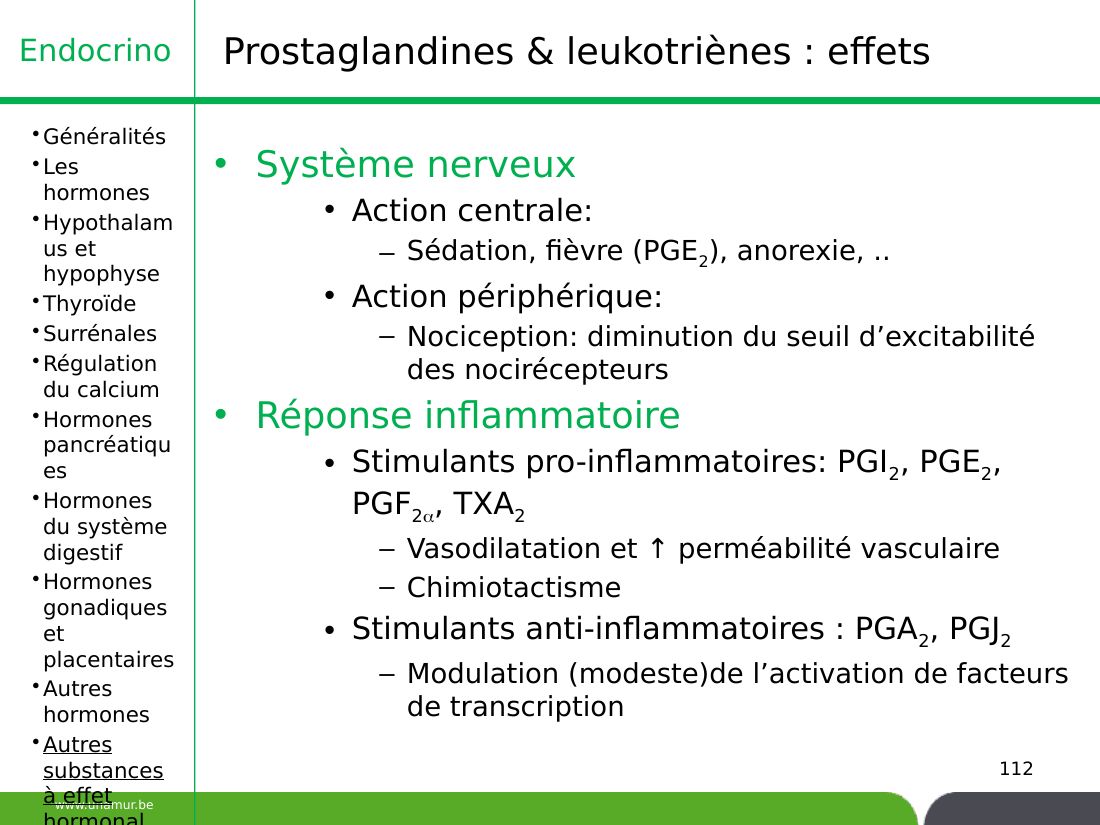 Endocrino
Prostaglandines & leukotriènes : effets
•Généralités
•Les
hormones
•Hypothalam
us et
hypophyse
•Thyroïde
•Surrénales
•Régulation
du calcium
•Hormones
pancréatiqu
es
•Hormones
du système
digestif
•Hormones
gonadiques
et
placentaires
•Autres
hormones
•Autres
substances
à effet
hormonal
• Système nerveux
• Action centrale:
– Sédation, fièvre (PGE₂), anorexie, ..
• Action périphérique:
– Nociception: diminution du seuil d’excitabilité
des nocirécepteurs
• Réponse inflammatoire
• Stimulants pro-inflammatoires: PGI₂, PGE₂,
PGF₂α, TXA₂
– Vasodilatation et ↑ perméabilité vasculaire
– Chimiotactisme
• Stimulants anti-inflammatoires : PGA₂, PGJ₂
– Modulation (modeste)de l’activation de facteurs
de transcription
112
www.unamur.be